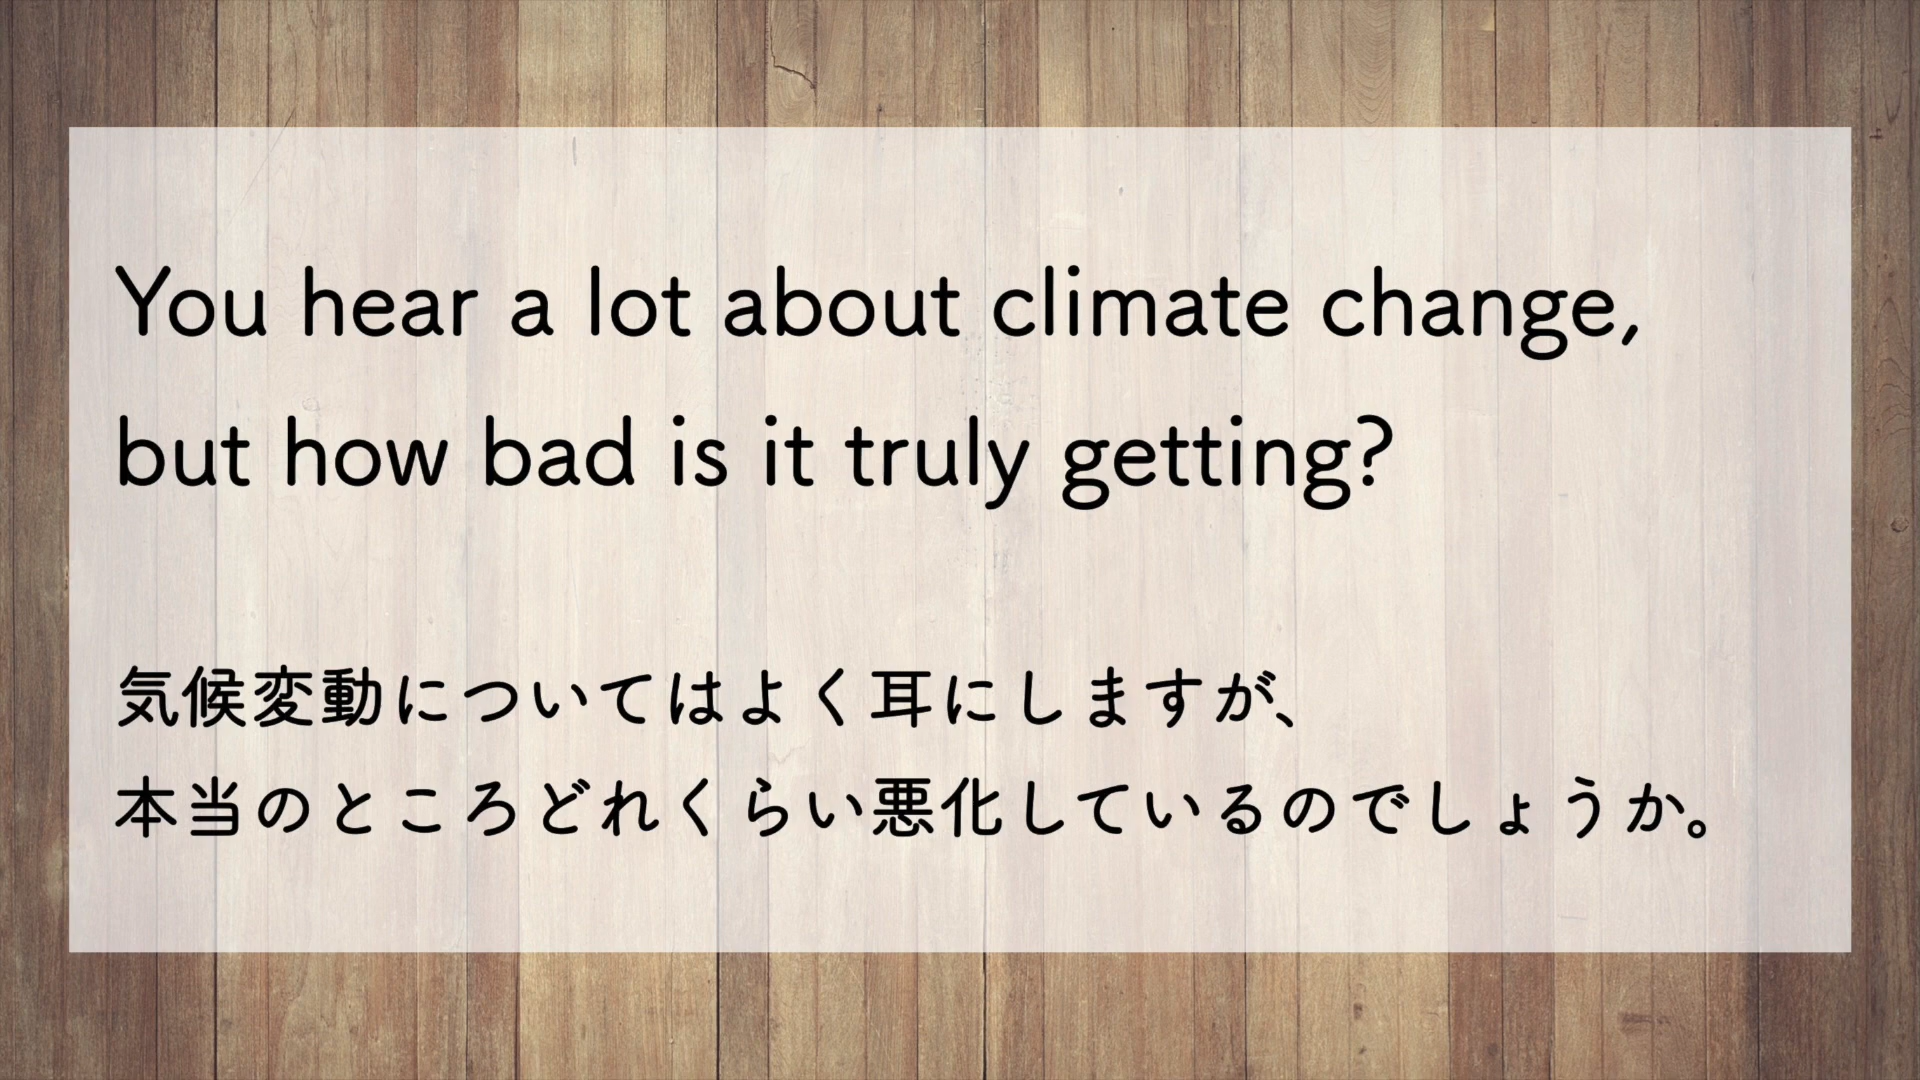 You hear a lot about climate change,
but how bad is it truly getting?
気候変動についてはよく耳にしますが、
本当のところどれくらい悪化しているのでしょうか。